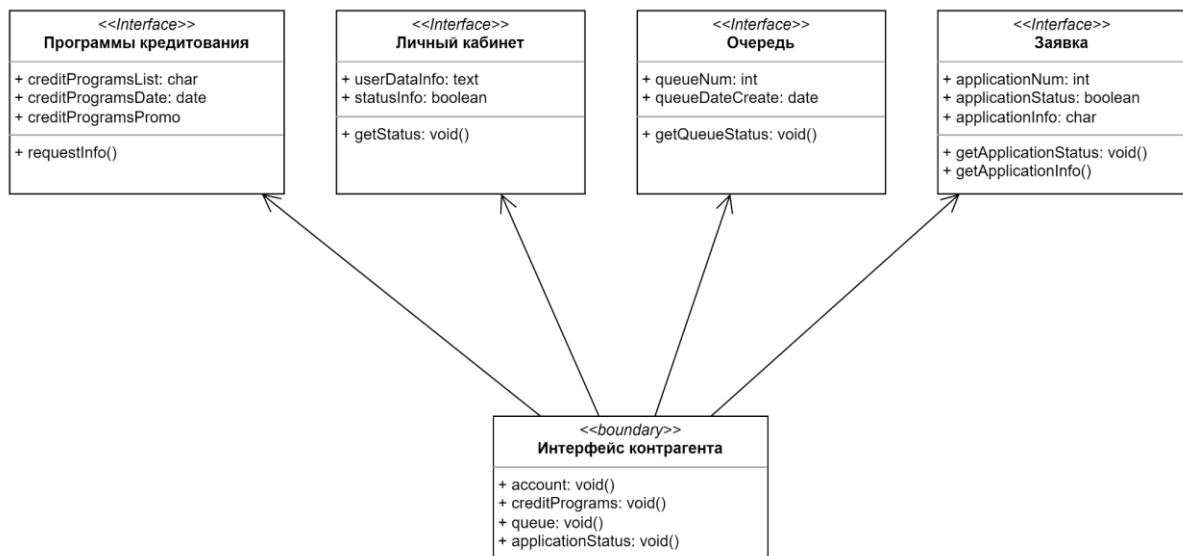 <<Interface>>
Программы кредитования
+ creditProgramsList: char
+ creditProgramsDate: date
+ creditProgramsPromo
+ requestInfo()
<<Interface>>
Личный кабинет
+ userDataInfo: text
+ statusInfo: boolean
+ getStatus: void()
<<Interface>>
Очередь
+ queueNum: int
+ queueDateCreate: date
+ getQueueStatus: void()
<<Interface>>
Заявка
+ applicationNum: int
+ applicationStatus: boolean
+ applicationInfo: char
+ getApplicationStatus: void()
+ getApplicationInfo()
<<boundary>>
Интерфейс контрагента
+ account: void()
+ creditPrograms: void()
+ queue: void()
+ applicationStatus: void()